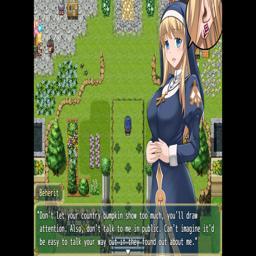 Beherit
"Don't let your country bumpkin show too much, you'll draw
attention. Also, don't talk to me in public. Can't imagine it'd
be easy to talk your way out if they found out about me."